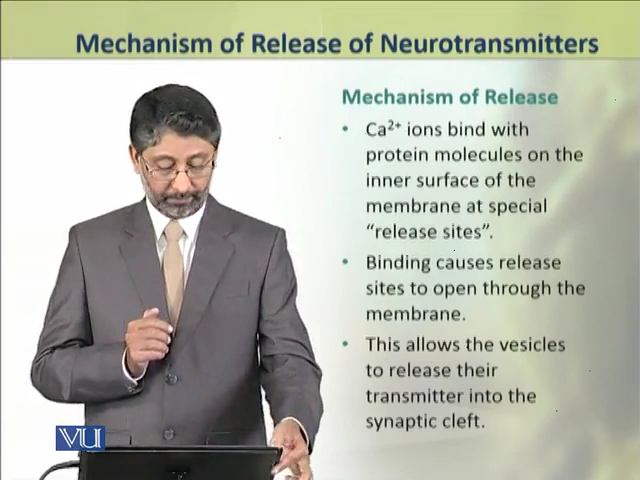 Mechanism of Release of Neurotransmitters
Mechanism of Release
• Ca²⁺ ions bind with
protein molecules on the
inner surface of the
membrane at special
“release sites”.
• Binding causes release
sites to open through the
membrane.
• This allows the vesicles
to release their
transmitter into the
synaptic cleft.
VU